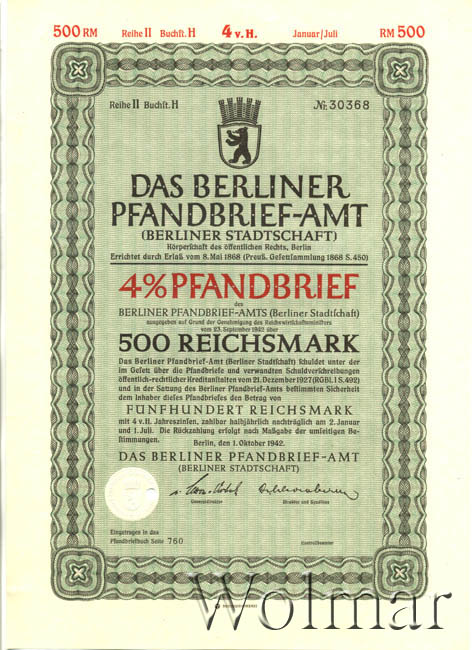 500 RM Reihe II Buchst. H 4 v. H. Januar/Juli RM 500
Reihe II Buchst. H № 30368
DAS BERLINER
PFANDBRIEF-AMT
(BERLINER STADTSCHAFT)
Körperschaft des öffentlichen Rechts, Berlin
Errichtet durch Erlaß vom 8. Mai 1868 (Preuß. Gesetzsammlung 1868 S. 450)
4% PFANDBRIEF
des
BERLINER PFANDBRIEF-AMTS (Berliner Stadtschaft)
ausgegeben auf Grund der Genehmigung des Reichswirtschaftsministers
vom 23. September 1942 über
500 REICHSMARK
Das Berliner Pfandbrief-Amt (Berliner Stadtschaft) schuldet unter der
im Gesetz über die Pfandbriefe und verwandten Schuldverschreibungen
öffentlich-rechtlicher Kreditanstalten vom 21. Dezember 1927 (RGBl. I S. 492)
und in der Satzung des Berliner Pfandbrief-Amts bestimmten Sicherheit
dem Inhaber dieses Pfandbriefes den Betrag von
FÜNFHUNDERT REICHSMARK
mit 4 v. H. Jahreszinsen, zahlbar halbjährlich nachträglich am 2. Januar
und 1. Juli. Die Rückzahlung erfolgt nach Maßgabe der umseitigen Be-
stimmungen.
Berlin, den 1. Oktober 1942.
DAS BERLINER PFANDBRIEF-AMT
(BERLINER STADTSCHAFT)
Generaldirektor Direktor und Syndikus
Eingetragen in das
Pfandbriefbuch Seite 760 Kontrollbeamter
Wolmar